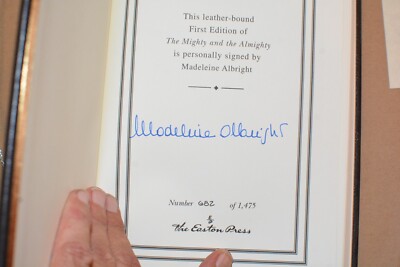 This leather-bound
First Edition of
The Mighty and the Almighty
is personally signed by
Madeleine Albright
Madeleine Albright
Number 682 of 1,475
The Easton Press